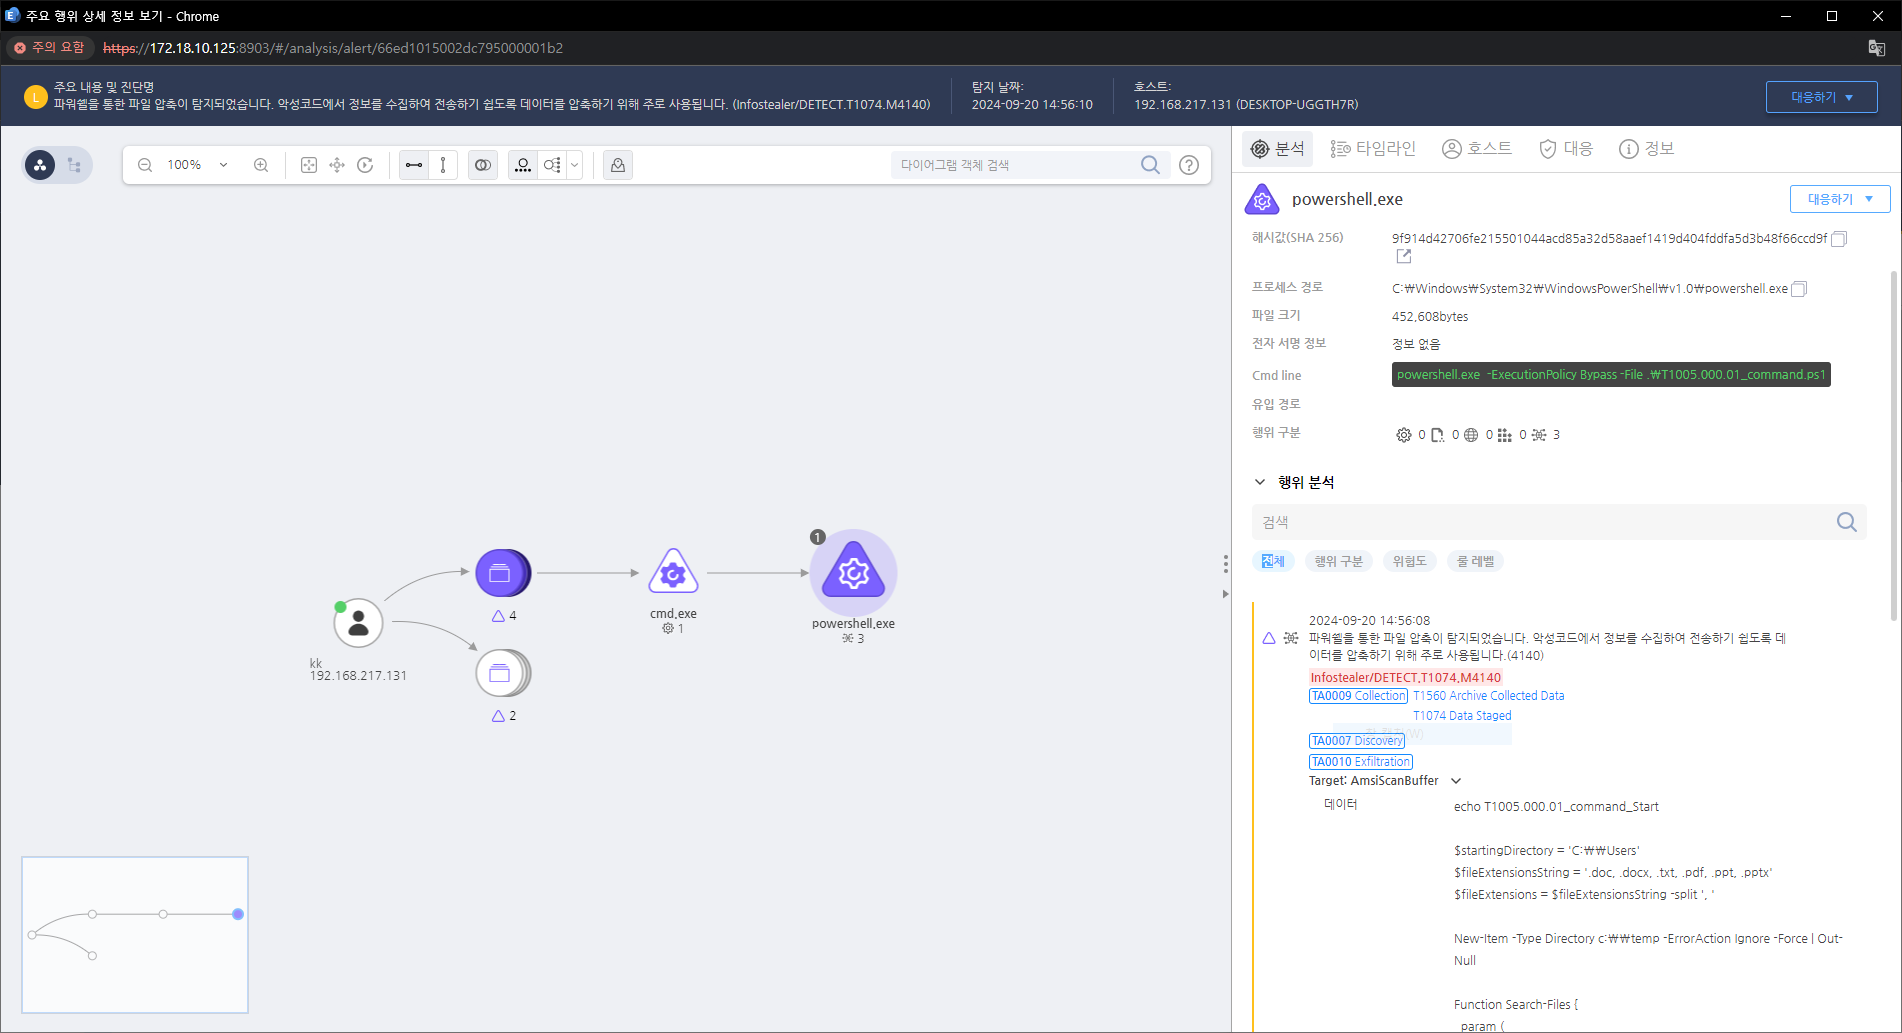 주요 행위 상세 정보 보기 - Chrome
주의 요함
https://172.18.10.125:8903/#/analysis/alert/66ed1015002dc795000001b2
L
주요 내용 및 진단명
파워쉘을 통한 파일 압축이 탐지되었습니다. 악성코드에서 정보를 수집하여 전송하기 쉽도록 데이터를 압축하기 위해 주로 사용됩니다. (Infostealer/DETECT.T1074.M4140)
탐지 날짜:
2024-09-20 14:56:10
호스트:
192.168.217.131 (DESKTOP-UGGTH7R)
대응하기
100%
다이어그램 객체 검색
kk
192.168.217.131
4
2
cmd.exe
1
1
powershell.exe
3
분석
타임라인
호스트
대응
정보
powershell.exe
대응하기
해시값(SHA 256)
9f914d42706fe215501044acd85a32d58aaef1419d404fddfa5d3b48f66ccd9f
프로세스 경로
C:₩Windows₩System32₩WindowsPowerShell₩v1.0₩powershell.exe
파일 크기
452,608bytes
전자 서명 정보
정보 없음
Cmd line
powershell.exe -ExecutionPolicy Bypass -File .₩T1005.000.01_command.ps1
유입 경로
행위 구분
0 0 0 0 3
행위 분석
검색
전체
행위 구분
위험도
룰 레벨
2024-09-20 14:56:08
파워쉘을 통한 파일 압축이 탐지되었습니다. 악성코드에서 정보를 수집하여 전송하기 쉽도록 데
이터를 압축하기 위해 주로 사용됩니다.(4140)
Infostealer/DETECT.T1074.M4140
TA0009 Collection T1560 Archive Collected Data
T1074 Data Staged
TA0007 Discovery
TA0010 Exfiltration
Target: AmsiScanBuffer
데이터
echo T1005.000.01_command_Start
$startingDirectory = 'C:₩₩Users'
$fileExtensionsString = '.doc, .docx, .txt, .pdf, .ppt, .pptx'
$fileExtensions = $fileExtensionsString -split ', '
New-Item -Type Directory c:₩₩temp -ErrorAction Ignore -Force | Out-
Null
Function Search-Files {
param (